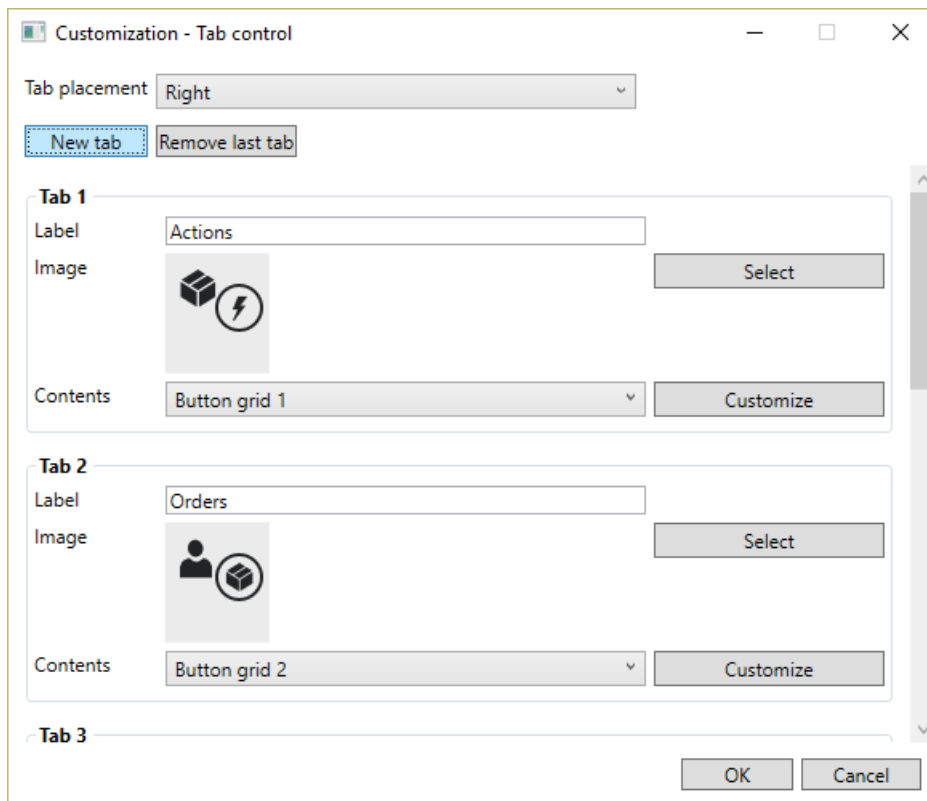 Customization - Tab control
Tab placement Right
New tab Remove last tab
Tab 1
Label Actions
Image Select
Contents Button grid 1 Customize
Tab 2
Label Orders
Image Select
Contents Button grid 2 Customize
Tab 3
OK Cancel